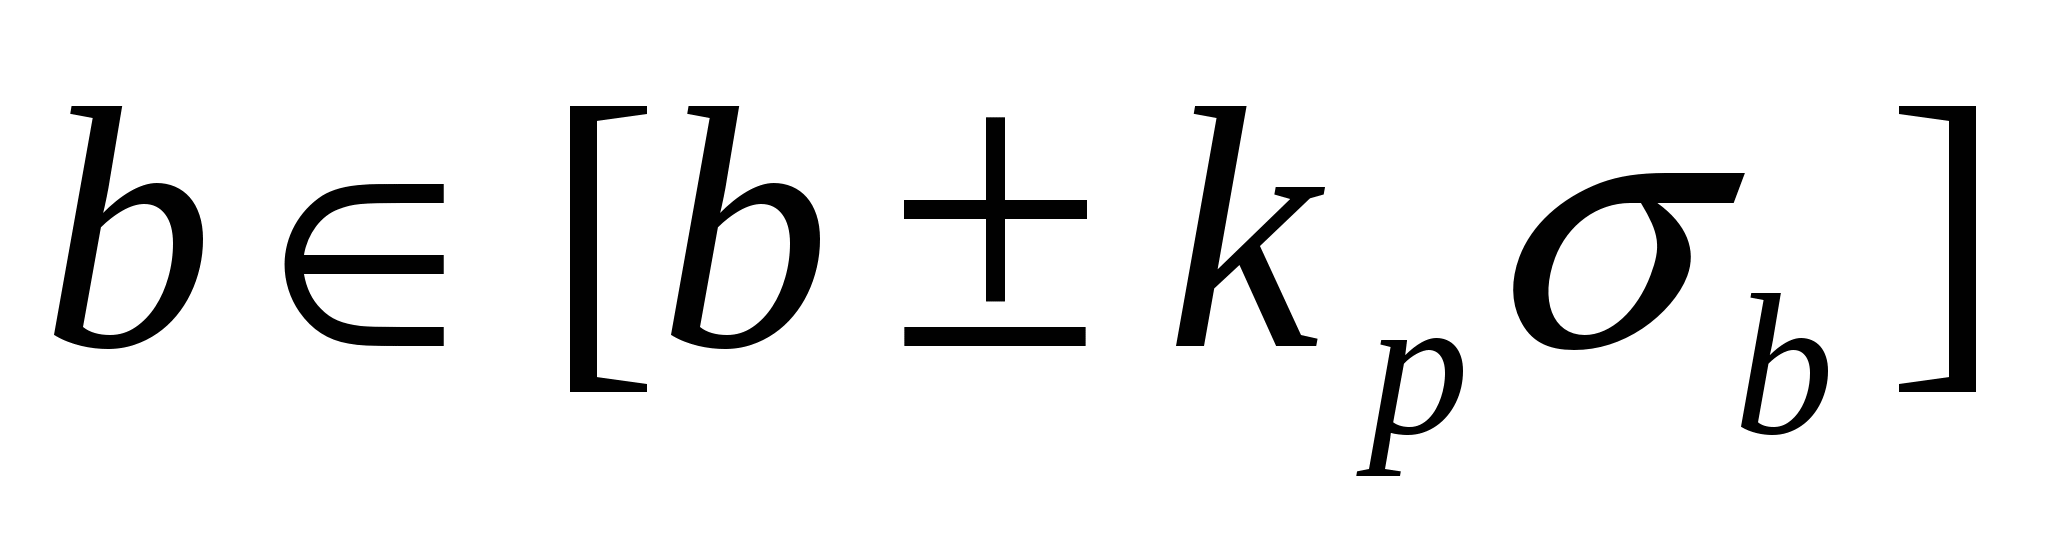 b ∈ [b ± k_p σ_b]